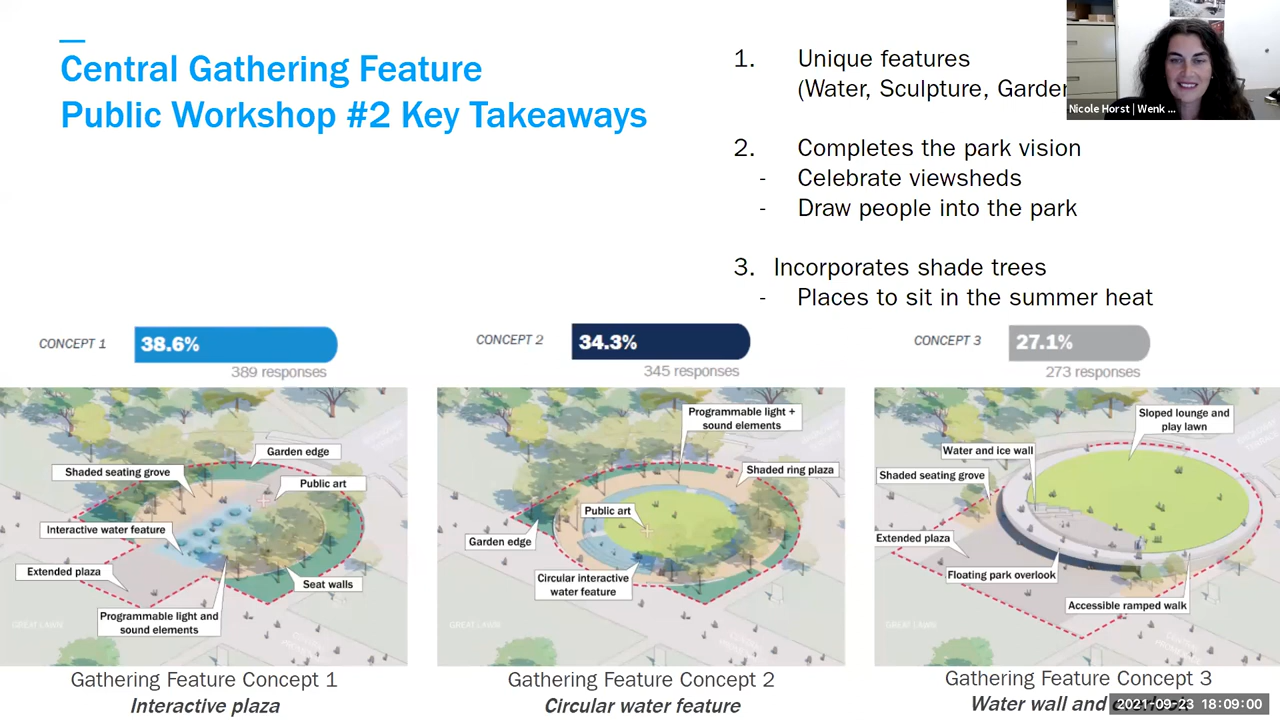 Central Gathering Feature
Public Workshop #2 Key Takeaways
1. Unique features
(Water, Sculpture,
2. Completes the park vision
- Celebrate viewsheds
- Draw people into the park
3. Incorporates shade trees
- Places to sit in the summer heat
Nicole Horst | Wenk ...
CONCEPT 1
38.6%
389 responses
CONCEPT 2
34.3%
345 responses
CONCEPT 3
27.1%
273 responses
Garden edge
Shaded seating grove
Public art
Interactive water feature
Extended plaza
Seat walls
Programmable light and
sound elements
GREAT LAWN
Programmable light +
sound elements
Shaded ring plaza
Public art
Garden edge
Circular interactive
water feature
GREAT LAWN
Sloped lounge and
play lawn
Water and ice wall
Shaded seating grove
Extended plaza
Floating park overlook
Accessible ramped walk
GREAT LAWN
Gathering Feature Concept 1
Interactive plaza
Gathering Feature Concept 2
Circular water feature
Gathering Feature Concept 3
Water wall and
2021-09-23 18:09:00